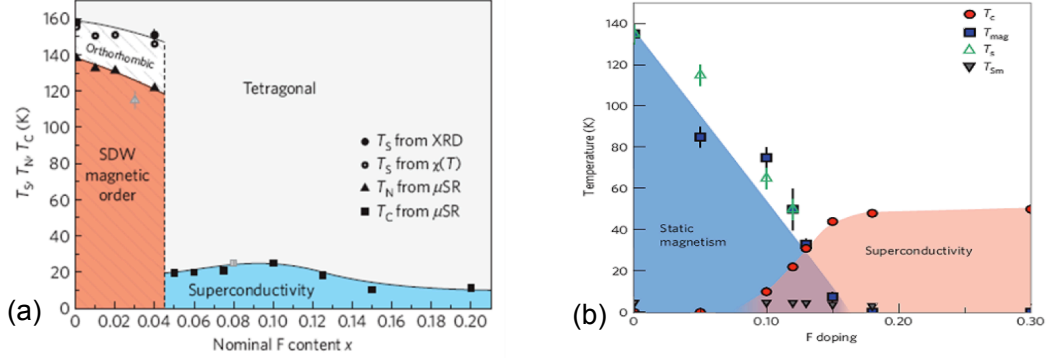 160
140
120
100
80
60
40
20
0
T_S, T_N, T_C (K)
Orthorhombic
SDW
magnetic
order
Tetragonal
T_S from XRD
T_S from χ(T)
T_N from μSR
T_C from μSR
Superconductivity
0 0.02 0.04 0.06 0.08 0.10 0.12 0.14 0.16 0.18 0.20
Nominal F content x
(a)
140
120
100
80
60
40
20
0
Temperature (K)
T_c
T_mag
T_s
T_Sm
Static
magnetism
Superconductivity
0 0.10 0.20 0.30
F doping
(b)